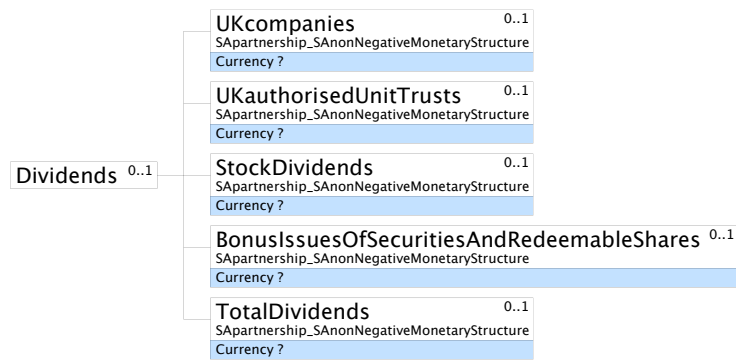 UKcompanies 0..1
SApartnership_SAnonNegativeMonetaryStructure
Currency ?
UKauthorisedUnitTrusts 0..1
SApartnership_SAnonNegativeMonetaryStructure
Currency ?
Dividends 0..1
StockDividends 0..1
SApartnership_SAnonNegativeMonetaryStructure
Currency ?
BonusIssuesOfSecuritiesAndRedeemableShares 0..1
SApartnership_SAnonNegativeMonetaryStructure
Currency ?
TotalDividends 0..1
SApartnership_SAnonNegativeMonetaryStructure
Currency ?